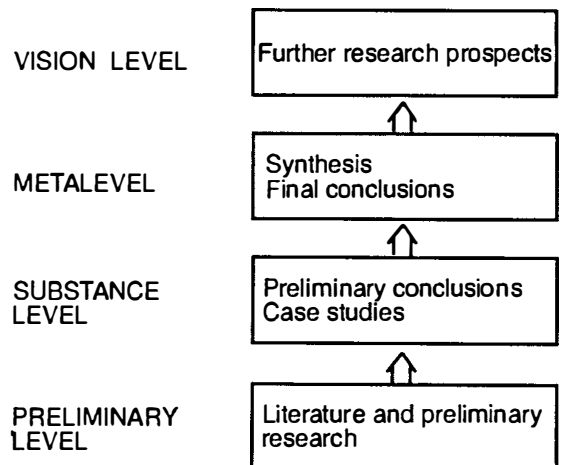 VISION LEVEL
Further research prospects
METALEVEL
Synthesis
Final conclusions
SUBSTANCE
LEVEL
Preliminary conclusions
Case studies
PRELIMINARY
LEVEL
Literature and preliminary
research